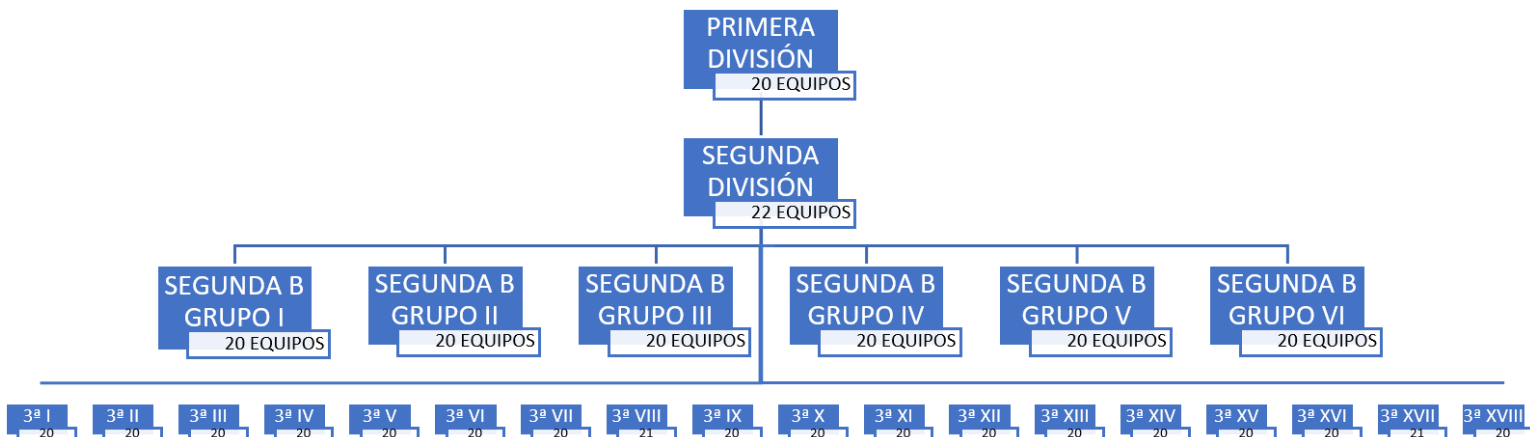 PRIMERA
DIVISIÓN
20 EQUIPOS
SEGUNDA
DIVISIÓN
22 EQUIPOS
SEGUNDA B
GRUPO I
20 EQUIPOS
SEGUNDA B
GRUPO II
20 EQUIPOS
SEGUNDA B
GRUPO III
20 EQUIPOS
SEGUNDA B
GRUPO IV
20 EQUIPOS
SEGUNDA B
GRUPO V
20 EQUIPOS
SEGUNDA B
GRUPO VI
20 EQUIPOS
3ª I
20
3ª II
20
3ª III
20
3ª IV
20
3ª V
20
3ª VI
20
3ª VII
20
3ª VIII
21
3ª IX
20
3ª X
20
3ª XI
20
3ª XII
20
3ª XIII
20
3ª XIV
20
3ª XV
20
3ª XVI
20
3ª XVII
21
3ª XVIII
20